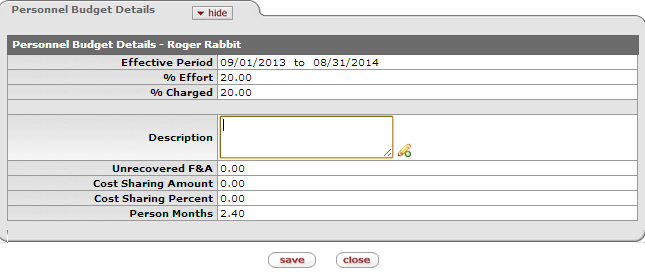 Personnel Budget Details
hide
Personnel Budget Details - Roger Rabbit
Effective Period 09/01/2013 to 08/31/2014
% Effort 20.00
% Charged 20.00
Description
Unrecovered F&A 0.00
Cost Sharing Amount 0.00
Cost Sharing Percent 0.00
Person Months 2.40
save close